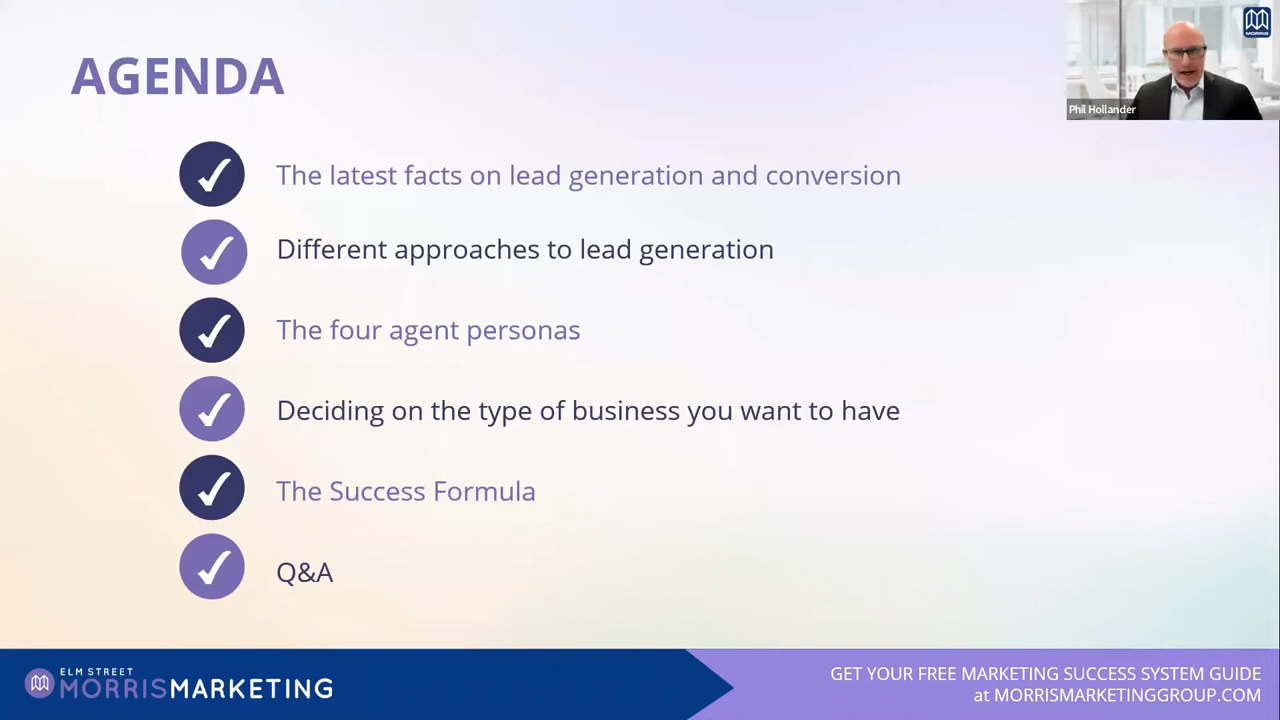 AGENDA
MORRIS
Phil Hollander
The latest facts on lead generation and conversion
Different approaches to lead generation
The four agent personas
Deciding on the type of business you want to have
The Success Formula
Q&A
ELM STREET
MORRISMARKETING
GET YOUR FREE MARKETING SUCCESS SYSTEM GUIDE
at MORRISMARKETINGGROUP.COM